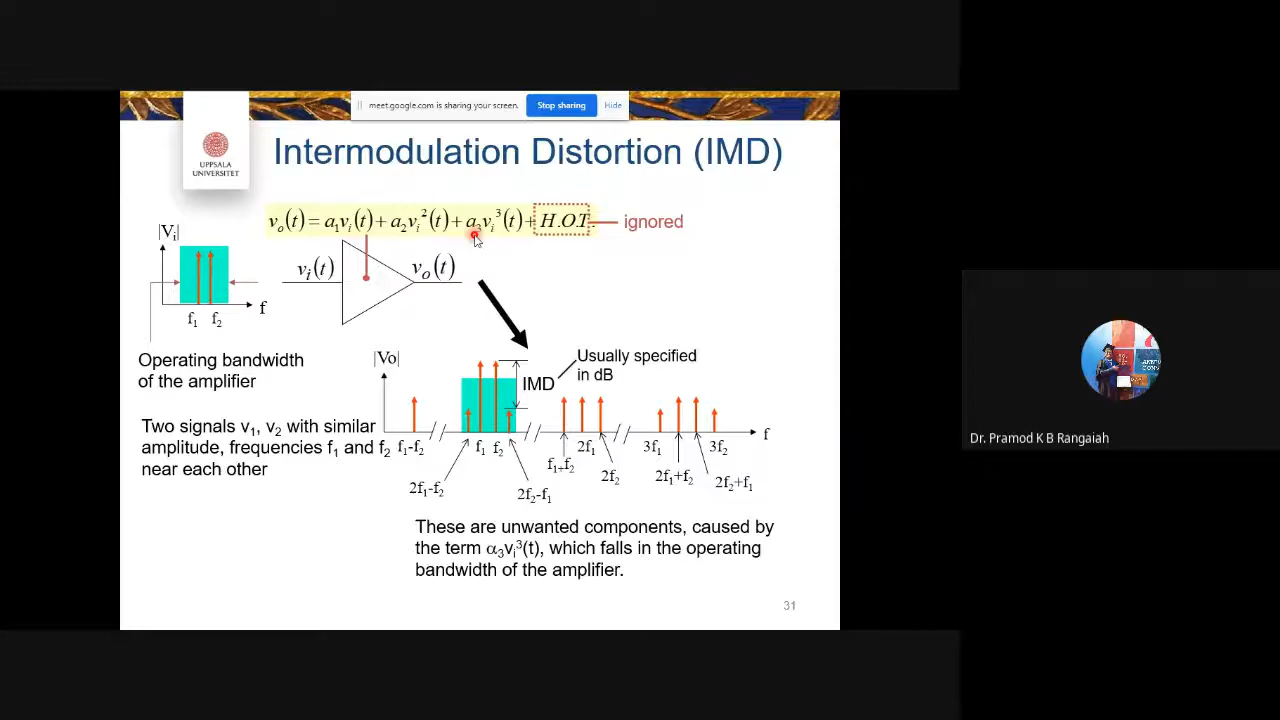 meet.google.com is sharing your screen.
Stop sharing
Hide
UPPSALA
UNIVERSITET
Intermodulation Distortion (IMD)
vₒ(t) = a₁vᵢ(t) + a₂vᵢ²(t) + a₃vᵢ³(t) + H.O.T.
ignored
|Vᵢ|
vᵢ(t)
vₒ(t)
f
f₁ f₂
Operating bandwidth
of the amplifier
Two signals v₁, v₂ with similar
amplitude, frequencies f₁ and f₂
near each other
|Vo|
IMD
Usually specified
in dB
f
f₁-f₂
f₁ f₂
2f₁-f₂
2f₂-f₁
f₁+f₂
2f₁
2f₂
3f₁
2f₁+f₂
2f₂+f₁
3f₂
These are unwanted components, caused by
the term α₃vᵢ³(t), which falls in the operating
bandwidth of the amplifier.
31
Dr. Pramod K B Rangaiah